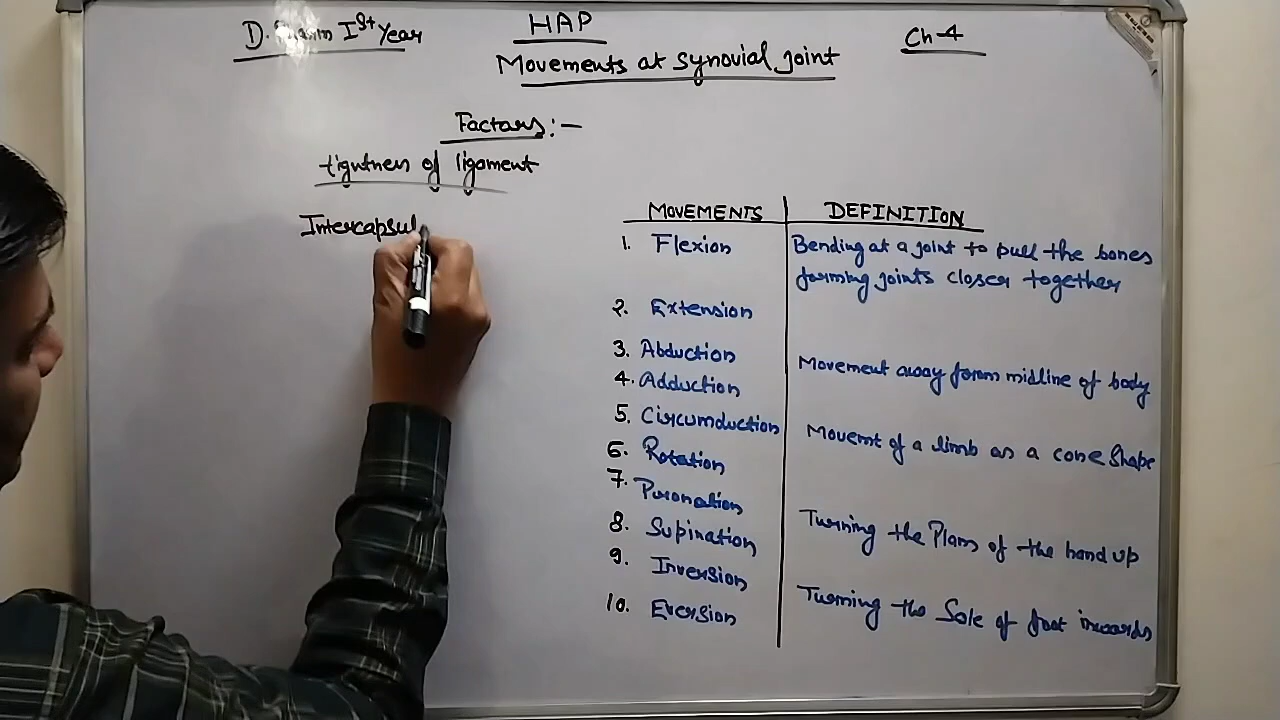 D. Pharm Ist Year
HAP
Ch-4
Movements at synovial joint
Factors:-
tigntnen of ligament
Intercapsul
MOVEMENTS DEFINITION
1. Flexion Bending at a joint to pull the bones
forming joints closer together
2. Extension
3. Abduction Movement away form midline of body
4. Adduction
5. Circumduction Movemt of a limb as a cone shape
6. Rotation
7. Pronation
8. Supination Turning the Plam of the hand up
9. Inversion Turning the Sole of foot inwards
10. Eversion